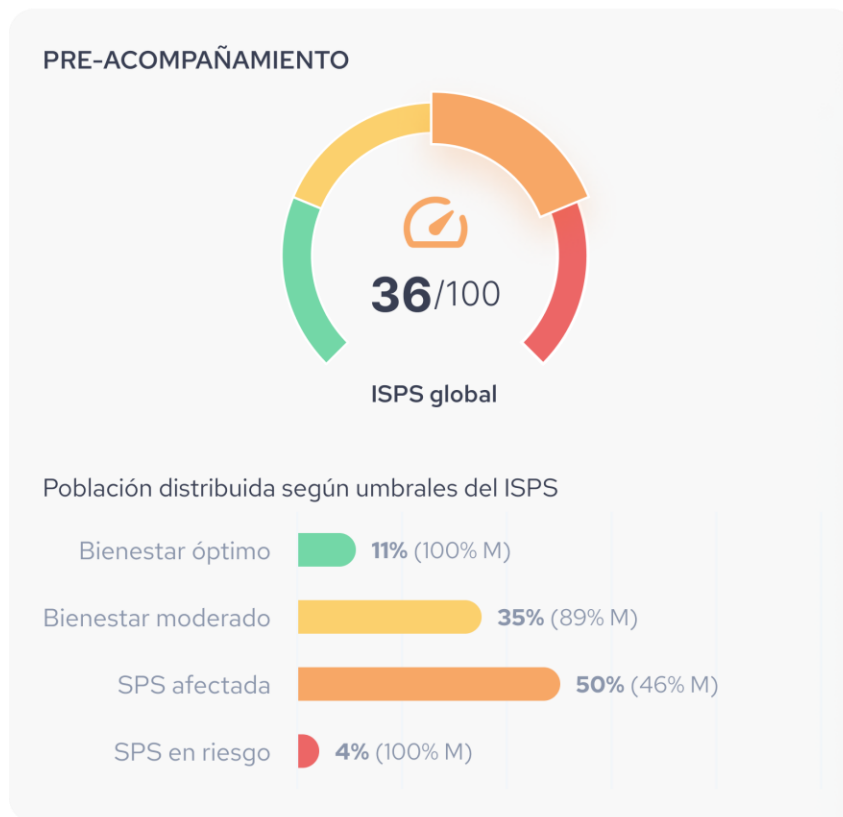 PRE-ACOMPAÑAMIENTO
36/100
ISPS global
Población distribuida según umbrales del ISPS
Bienestar óptimo 11% (100% M)
Bienestar moderado 35% (89% M)
SPS afectada 50% (46% M)
SPS en riesgo 4% (100% M)